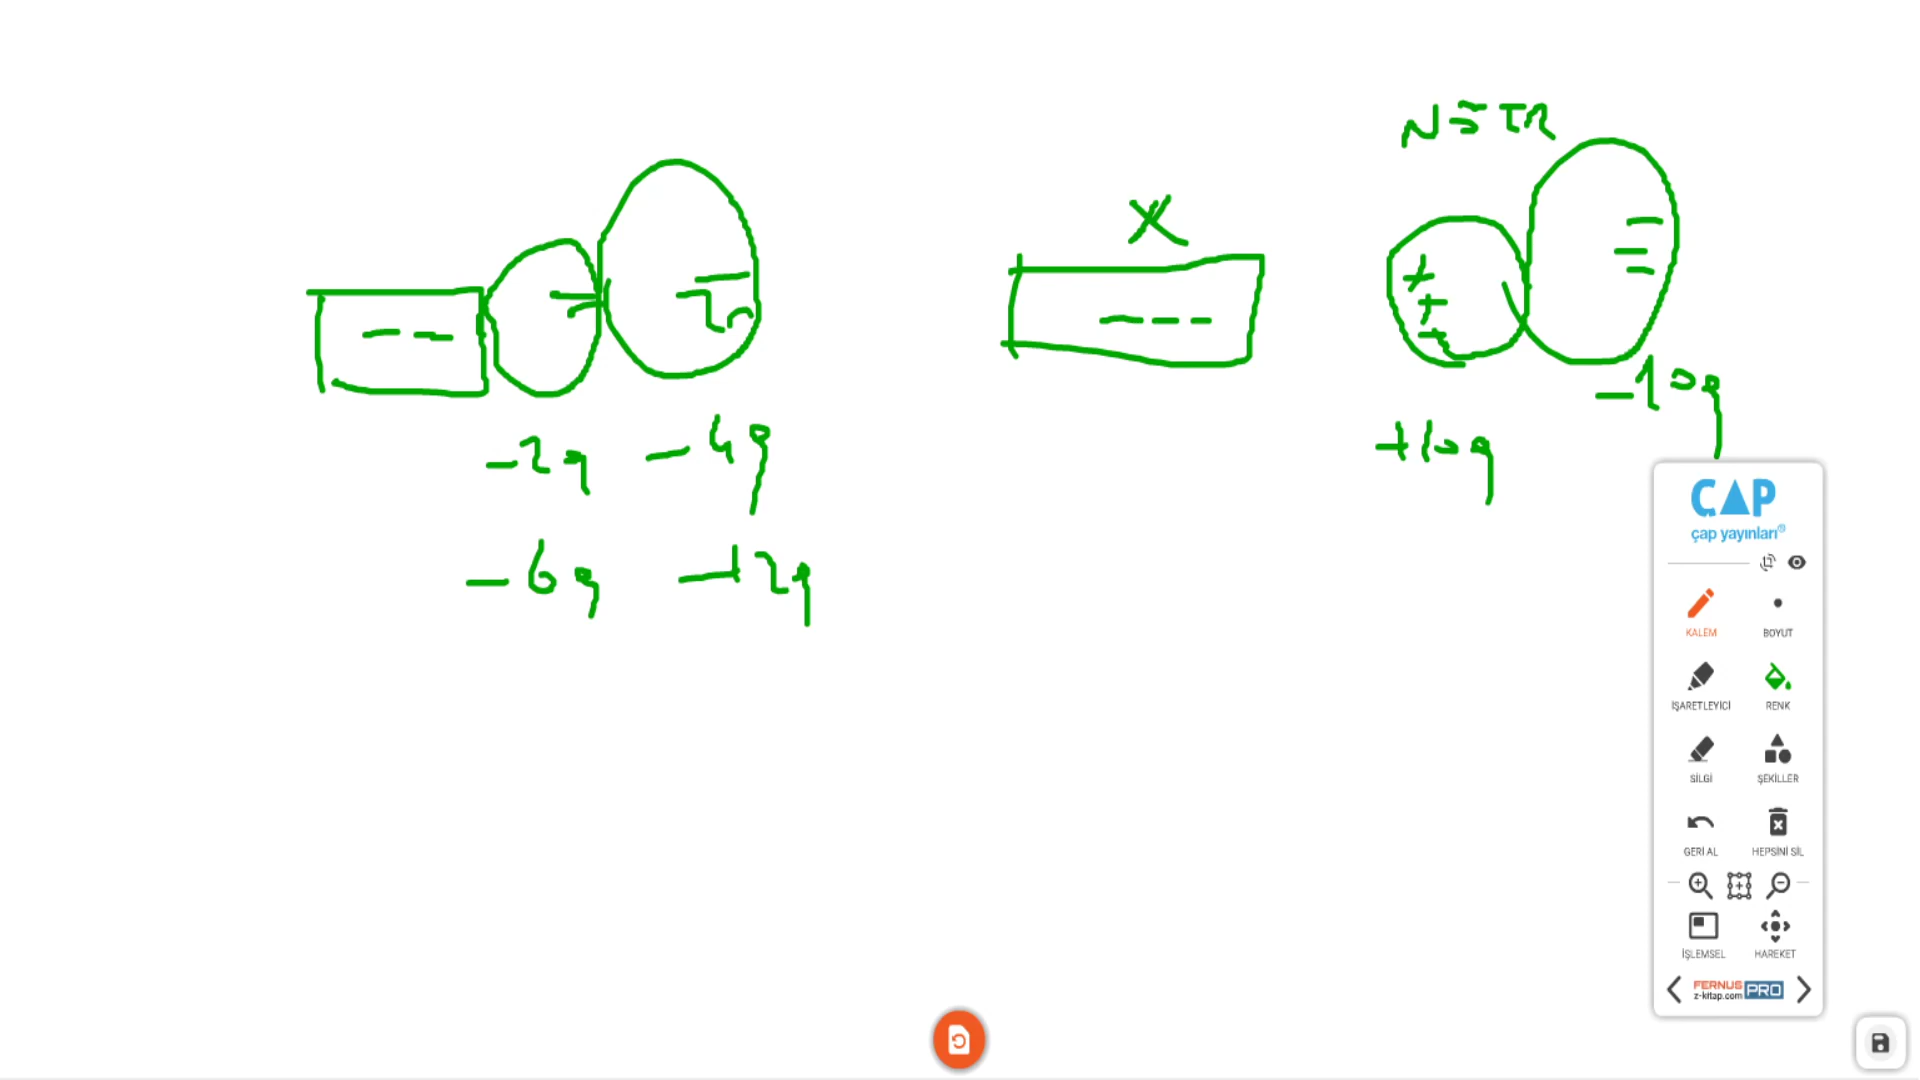 NÖTR
X
-10q
-2q -4q
+10q
-6q -12q
ÇAP
çap yayınları®
KALEM BOYUT
İŞARETLEYİCİ RENK
SİLGİ ŞEKİLLER
GERİ AL HEPSİNİ SİL
İŞLEMSEL HAREKET
FERNUS
z-kitap.com PRO